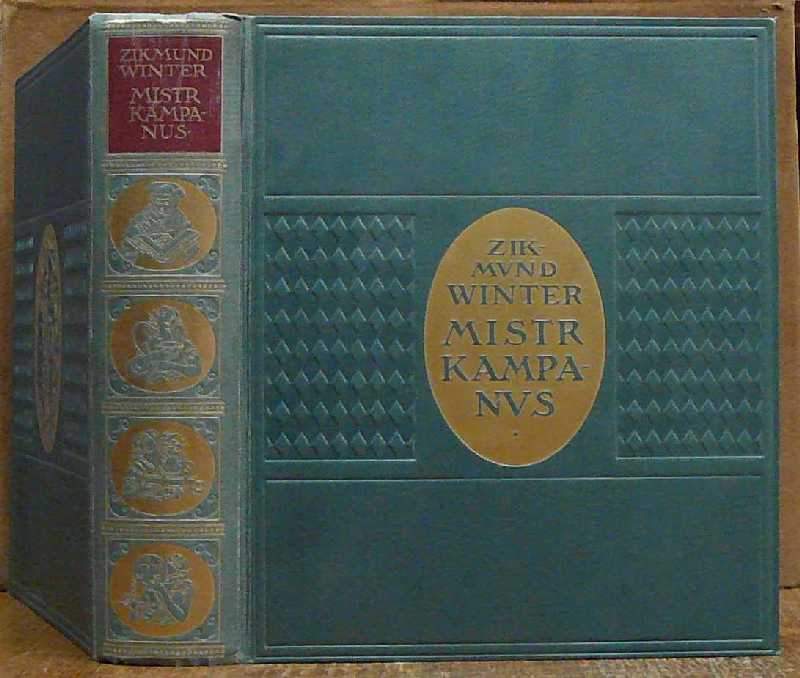 ZIKMUND
WINTER
MISTR
KAMPA-
NUS
ZIK-
MVND
WINTER
MISTR
KAMPA-
NVS